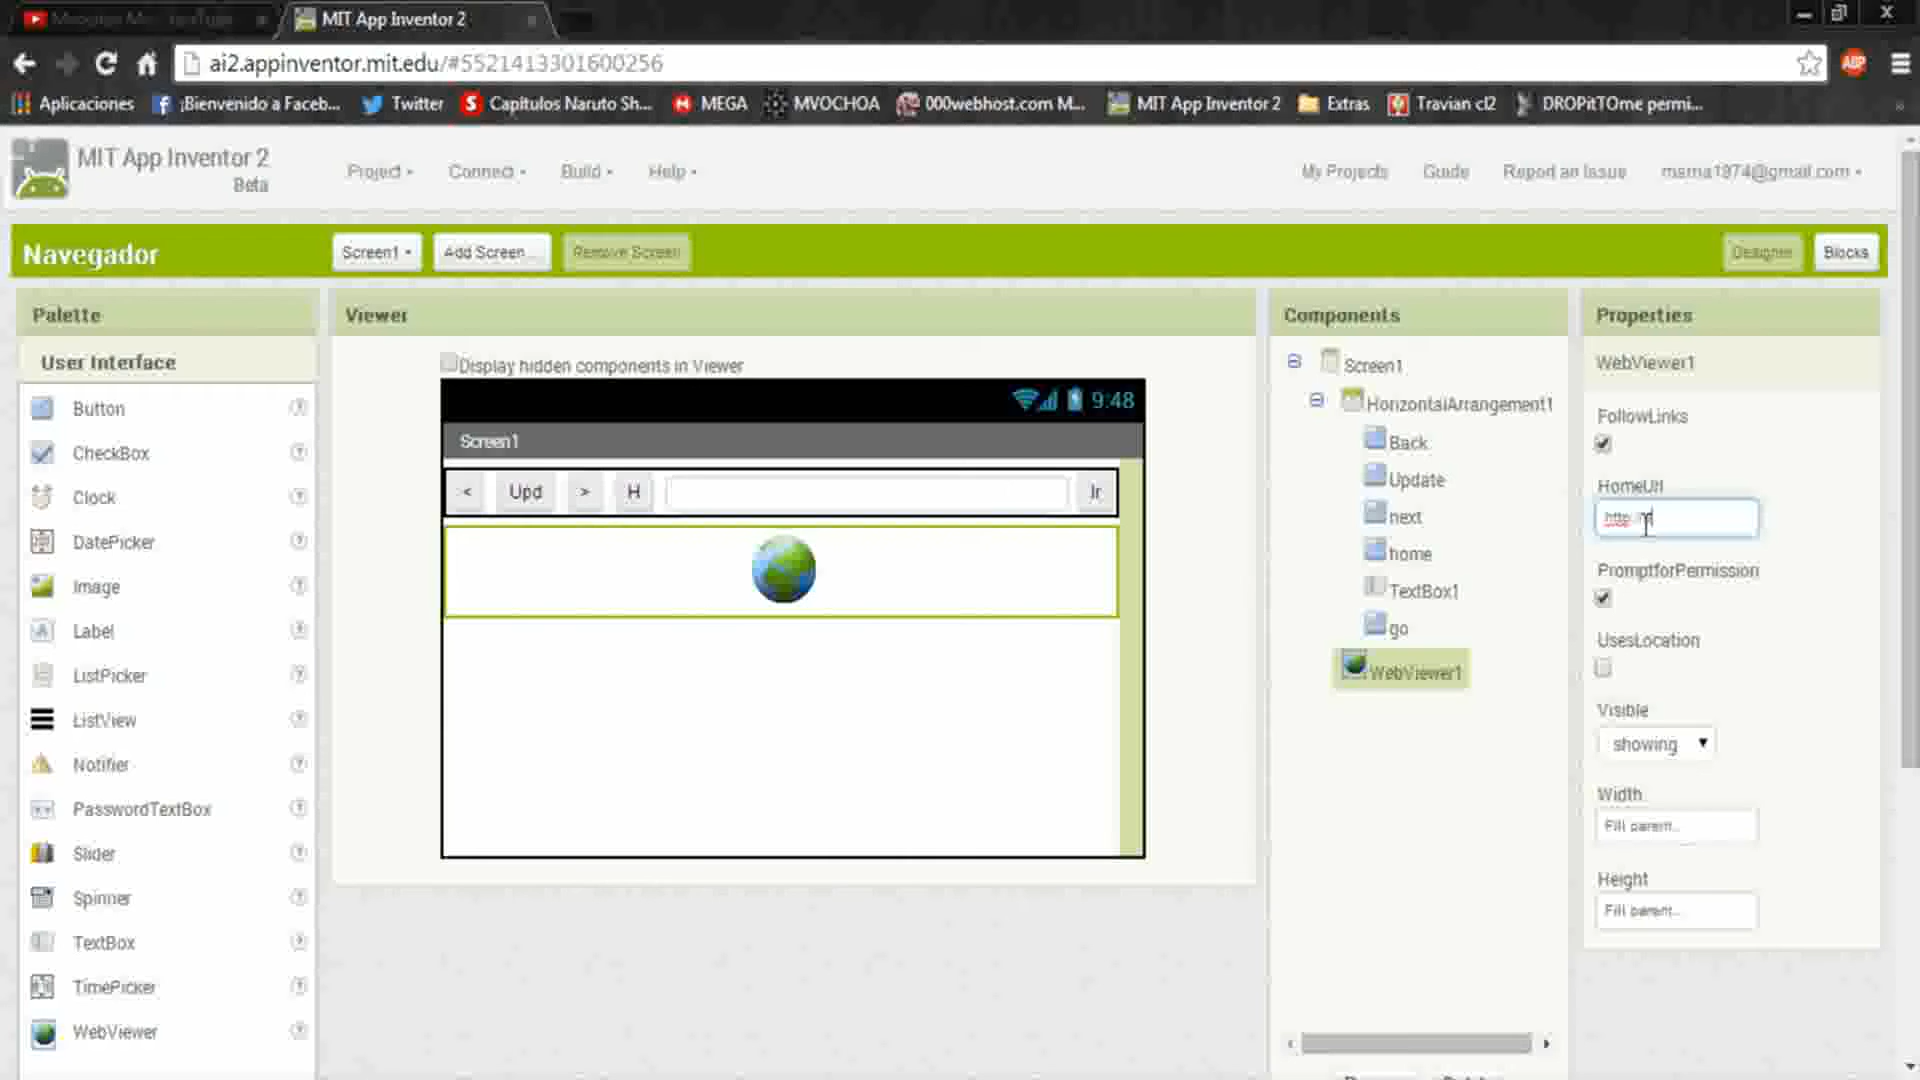 MIT App Inventor 2
ai2.appinventor.mit.edu/#5521413301600256
Aplicaciones
¡Bienvenido a Faceb...
Twitter
Capitulos Naruto Sh...
MEGA
MVOCHOA
000webhost.com M...
MIT App Inventor 2
Extras
Travian cl2
DROPitTOme permi...
ABP
MIT App Inventor 2
Beta
Project
Connect
Build
Help
My Projects
Guide
Report an Issue
mama1974@gmail.com
Navegador
Screen1
Add Screen ...
Remove Screen
Designer
Blocks
Palette
User Interface
Button
CheckBox
Clock
DatePicker
Image
Label
ListPicker
ListView
Notifier
PasswordTextBox
Slider
Spinner
TextBox
TimePicker
WebViewer
Viewer
Display hidden components in Viewer
9:48
Screen1
< Upd > H Ir
Components
Screen1
HorizontalArrangement1
Back
Update
next
home
TextBox1
go
WebViewer1
Properties
WebViewer1
FollowLinks
HomeUrl
PromptforPermission
UsesLocation
Visible
showing
Width
Fill parent...
Height
Fill parent...